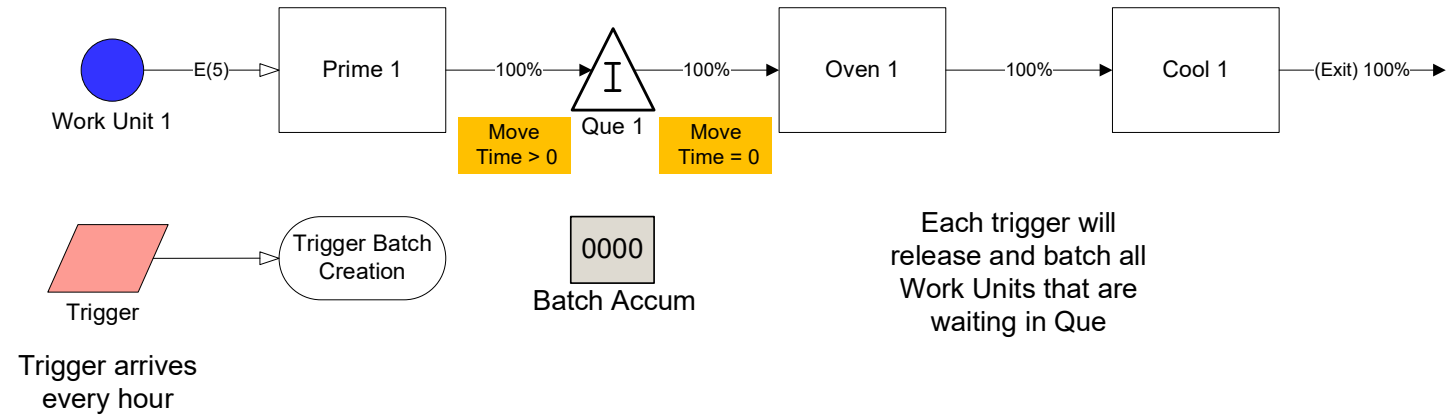 E(5)
Prime 1
100%
I
100%
Oven 1
100%
Cool 1
(Exit) 100%
Work Unit 1
Que 1
Move
Time > 0
Move
Time = 0
Trigger Batch
Creation
0000
Batch Accum
Trigger
Each trigger will
release and batch all
Work Units that are
waiting in Que
Trigger arrives
every hour